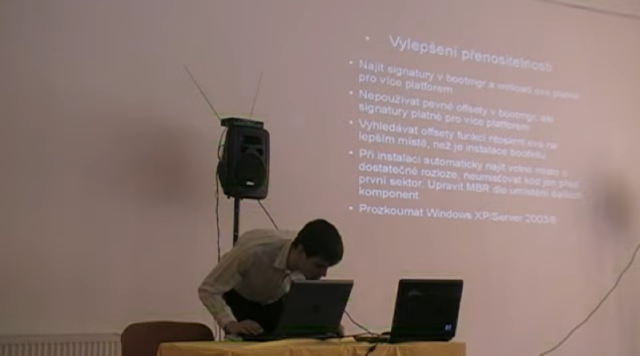 Vylepšení přenositelnosti
Najít signatury v bootmgr a winload.exe platné
pro více platforem
Nepoužívat pevné offsety v bootmgr, ale
signatury platné pro více platforem
Vyhledávat offsety funkcí na
lepším místě, než je instalace bootkitu
Při instalaci automaticky najít volné místo o
dostatečné rozloze, neumisťovat kód jen před
první sektor. Upravit MBR dle umístění dalších
komponent
Prozkoumat Windows XP/Server 2003/